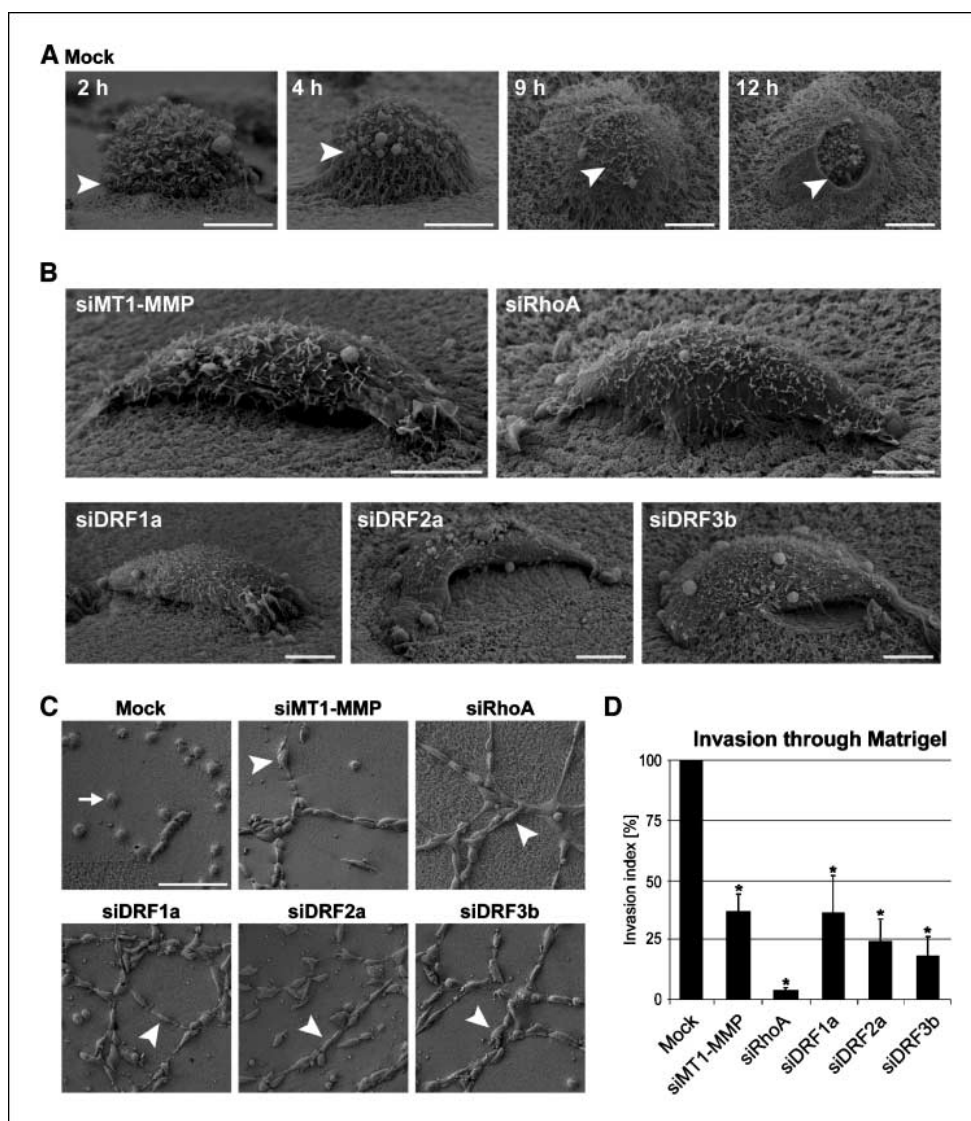 A Mock
2 h
4 h
9 h
12 h
B
siMT1-MMP
siRhoA
siDRF1a
siDRF2a
siDRF3b
C
Mock
siMT1-MMP
siRhoA
siDRF1a
siDRF2a
siDRF3b
D
Invasion through Matrigel
Invasion index [%]
100
75
50
25
0
*
*
*
*
*
Mock
siMT1-MMP
siRhoA
siDRF1a
siDRF2a
siDRF3b